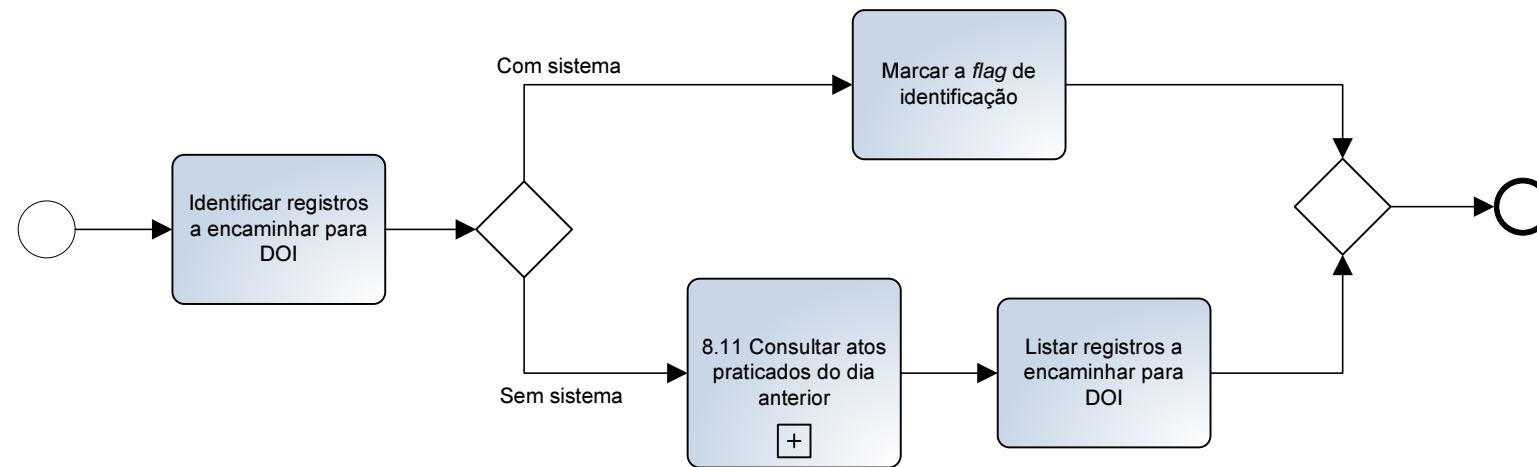 Com sistema
Marcar a flag de
identificação
Identificar registros
a encaminhar para
DOI
8.11 Consultar atos
praticados do dia
anterior
+
Listar registros a
encaminhar para
DOI
Sem sistema